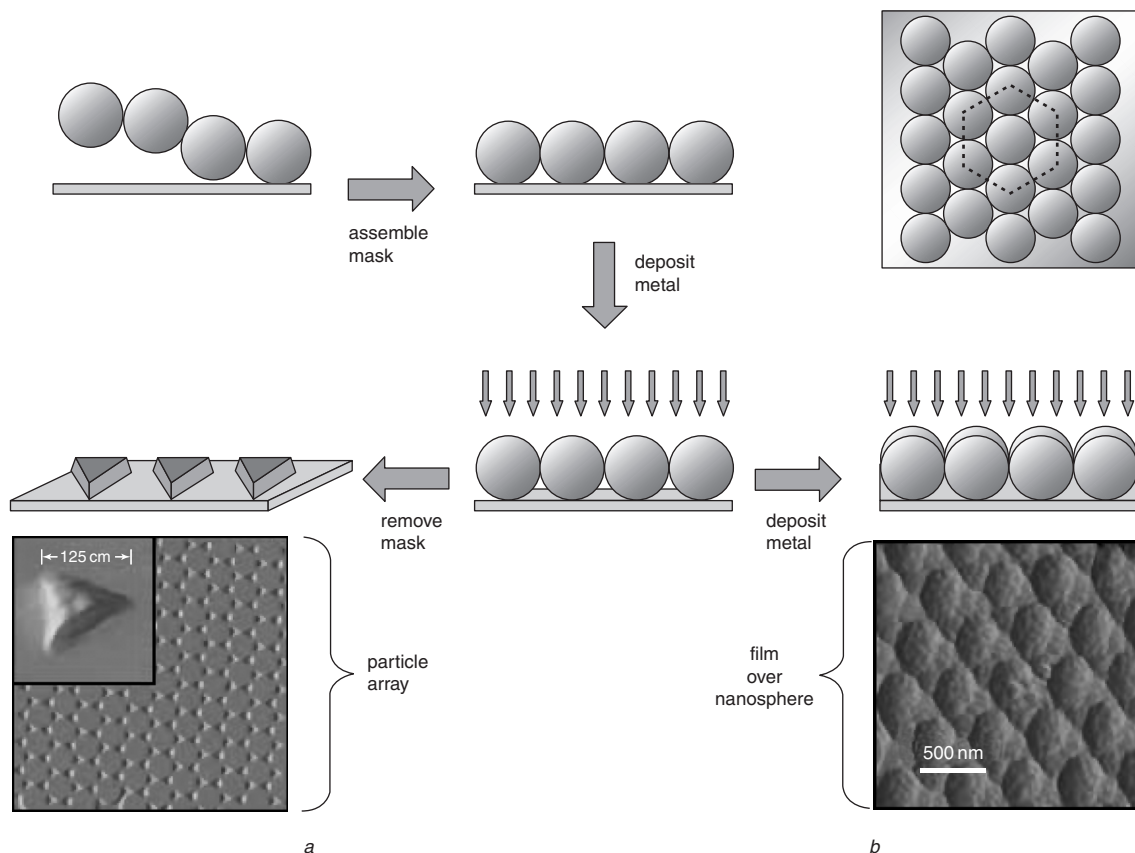 assemble
mask
deposit
metal
remove
mask
deposit
metal
125 cm
particle
array
film
over
nanosphere
500 nm
a
b